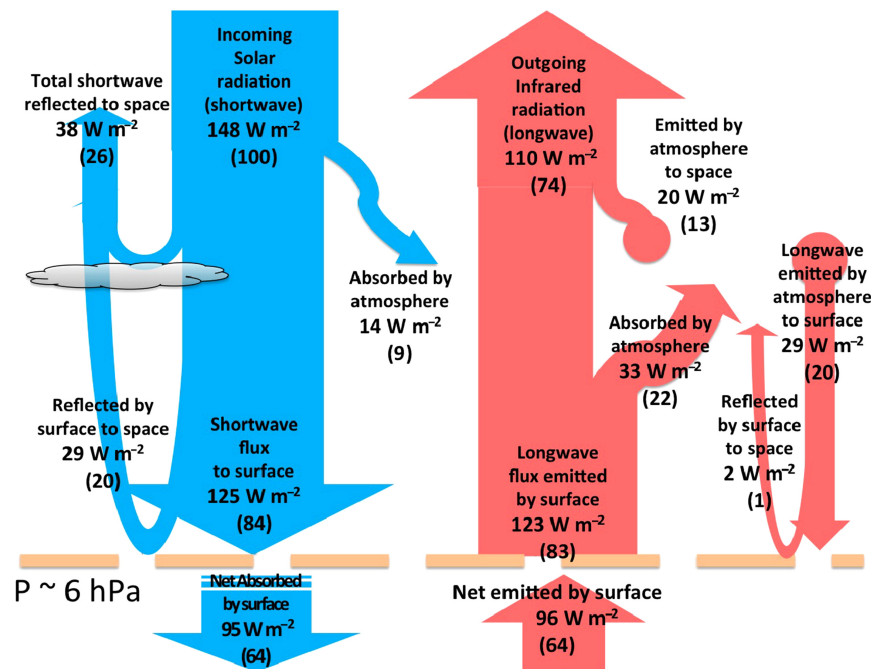 Incoming
Solar
radiation
(shortwave)
148 W m⁻²
(100)
Total shortwave
reflected to space
38 W m⁻²
(26)
Absorbed by
atmosphere
14 W m⁻²
(9)
Reflected by
surface to space
29 W m⁻²
(20)
Shortwave
flux
to surface
125 W m⁻²
(84)
P ~ 6 hPa
Net Absorbed
by surface
95 W m⁻²
(64)
Outgoing
Infrared
radiation
(longwave)
110 W m⁻²
(74)
Emitted by
atmosphere
to space
20 W m⁻²
(13)
Absorbed by
atmosphere
33 W m⁻²
(22)
Longwave
emitted by
atmosphere
to surface
29 W m⁻²
(20)
Reflected
by surface
to space
2 W m⁻²
(1)
Longwave
flux emitted
by surface
123 W m⁻²
(83)
Net emitted by surface
96 W m⁻²
(64)